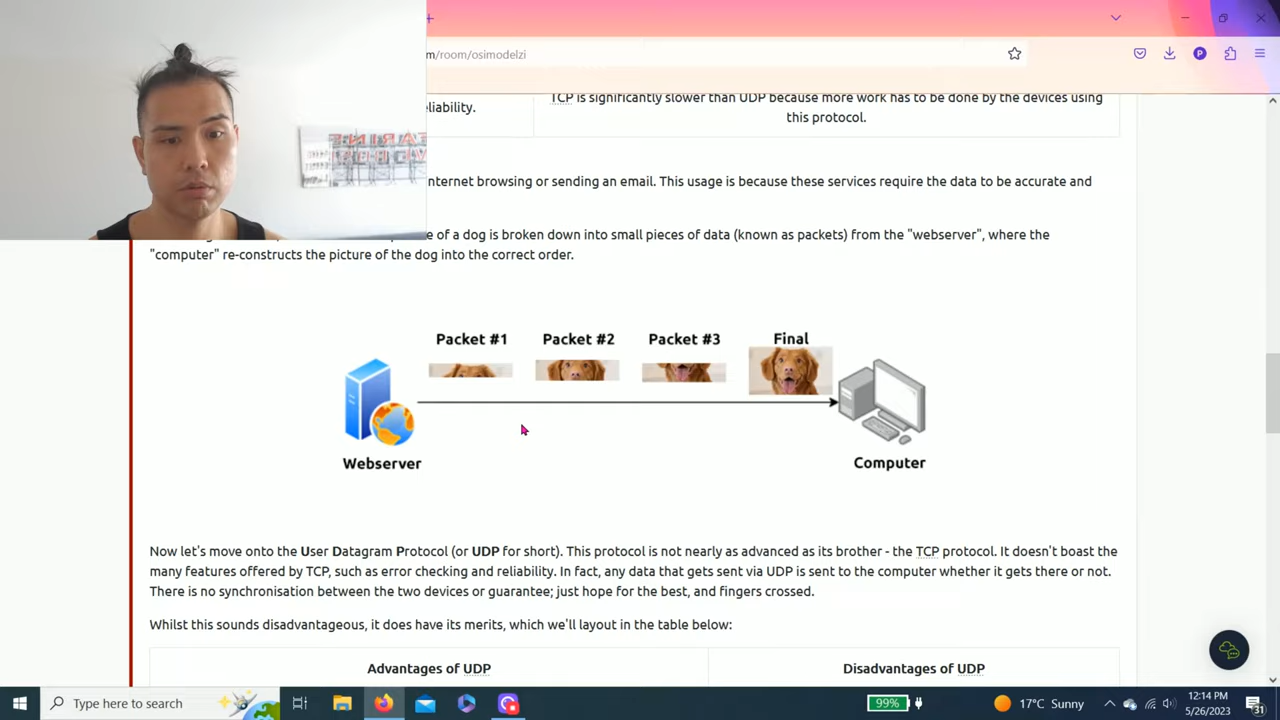 m/room/osimodelzi
eliability.
TCP is significantly slower than UDP because more work has to be done by the devices using
this protocol.
nternet browsing or sending an email. This usage is because these services require the data to be accurate and
e of a dog is broken down into small pieces of data (known as packets) from the "webserver", where the
"computer" re-constructs the picture of the dog into the correct order.
Packet #1 Packet #2 Packet #3 Final
Webserver Computer
Now let's move onto the User Datagram Protocol (or UDP for short). This protocol is not nearly as advanced as its brother - the TCP protocol. It doesn't boast the
many features offered by TCP, such as error checking and reliability. In fact, any data that gets sent via UDP is sent to the computer whether it gets there or not.
There is no synchronisation between the two devices or guarantee; just hope for the best, and fingers crossed.
Whilst this sounds disadvantageous, it does have its merits, which we'll layout in the table below:
Advantages of UDP Disadvantages of UDP
Type here to search
99%
17°C Sunny
12:14 PM
5/26/2023
31
P